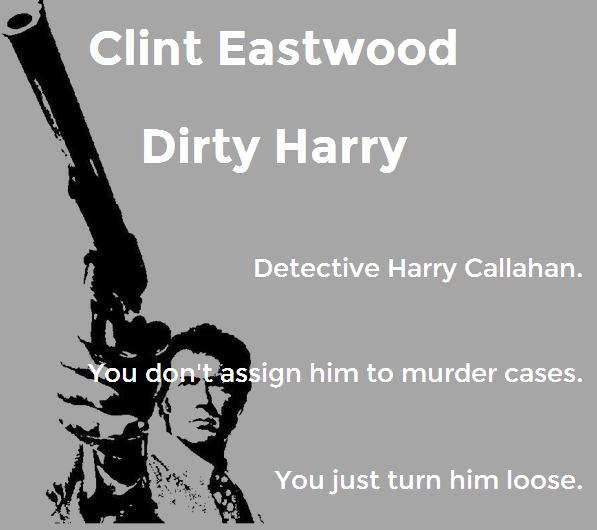 Clint Eastwood
Dirty Harry
Detective Harry Callahan.
You don't assign him to murder cases.
You just turn him loose.